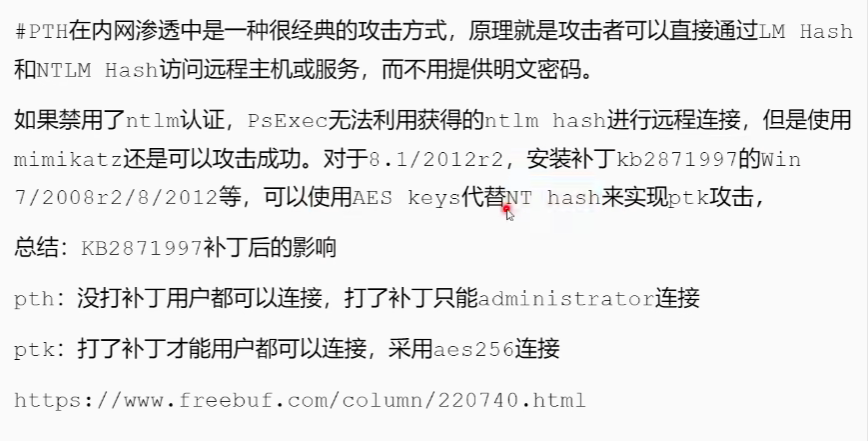 #PTH在内网渗透中是一种很经典的攻击方式，原理就是攻击者可以直接通过LM Hash
和NTLM Hash访问远程主机或服务，而不用提供明文密码。
如果禁用了ntlm认证，PsExec无法利用获得的ntlm hash进行远程连接，但是使用
mimikatz还是可以攻击成功。对于8.1/2012r2，安装补丁kb2871997的Win
7/2008r2/8/2012等，可以使用AES keys代替NT hash来实现ptk攻击，
总结：KB2871997补丁后的影响
pth：没打补丁用户都可以连接，打了补丁只能administrator连接
ptk：打了补丁才能用户都可以连接，采用aes256连接
https://www.freebuf.com/column/220740.html